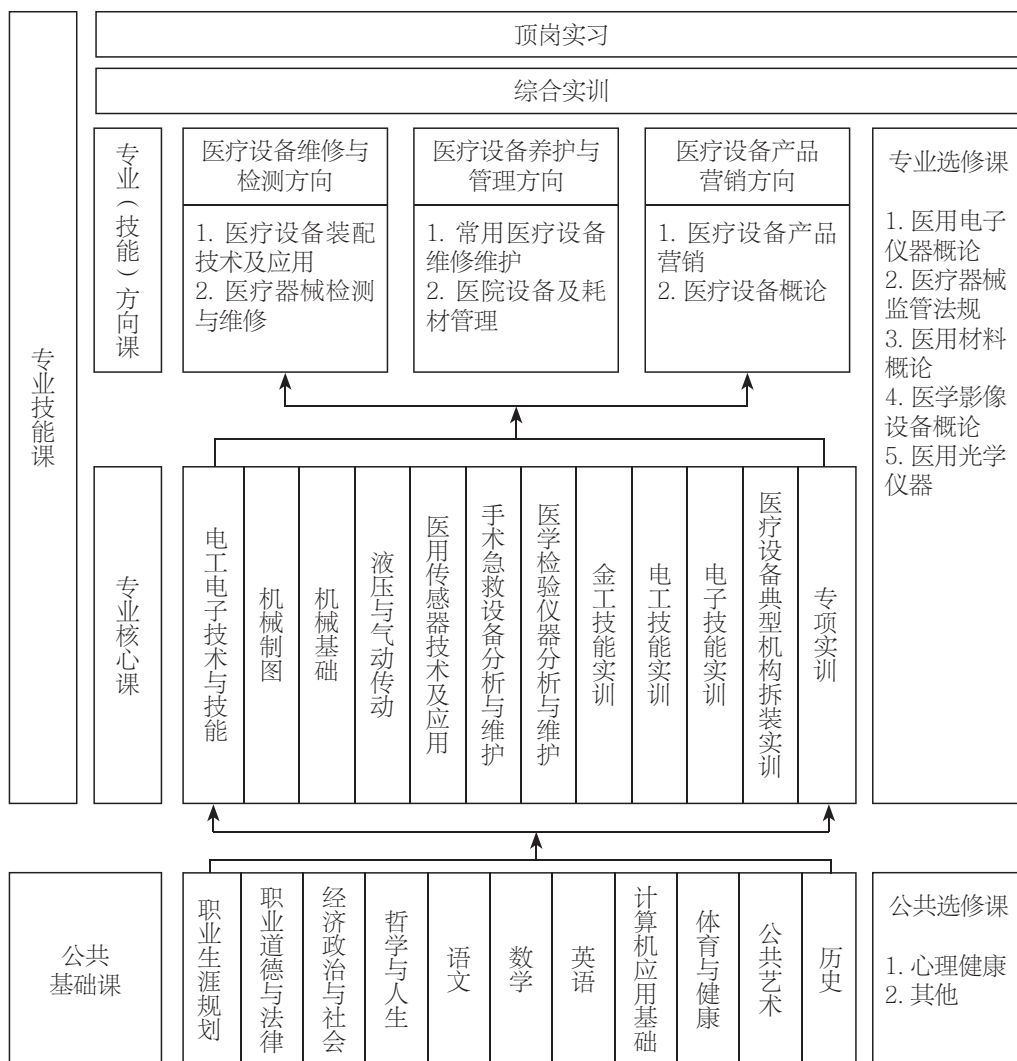 顶岗实习
综合实训
专业技能课
专业（技能）方向课
医疗设备维修与
检测方向
1. 医疗设备装配
技术及应用
2. 医疗器械检测
与维修
医疗设备养护与
管理方向
1. 常用医疗设备
维修维护
2. 医院设备及耗
材管理
医疗设备产品
营销方向
1. 医疗设备产品
营销
2. 医疗设备概论
专业选修课
1. 医用电子
仪器概论
2. 医疗器械
监管法规
3. 医用材料
概论
4. 医学影像
设备概论
5. 医用光学
仪器
专业核心课
电工电子技术与技能
机械制图
机械基础
液压与气动传动
医用传感器技术及应用
手术急救设备分析与维护
医学检验仪器分析与维护
金工技能实训
电工技能实训
电子技能实训
医疗设备典型机构拆装实训
专项实训
公共
基础课
职业生涯规划
职业道德与法律
经济政治与社会
哲学与人生
语文
数学
英语
计算机应用基础
体育与健康
公共艺术
历史
公共选修课
1. 心理健康
2. 其他